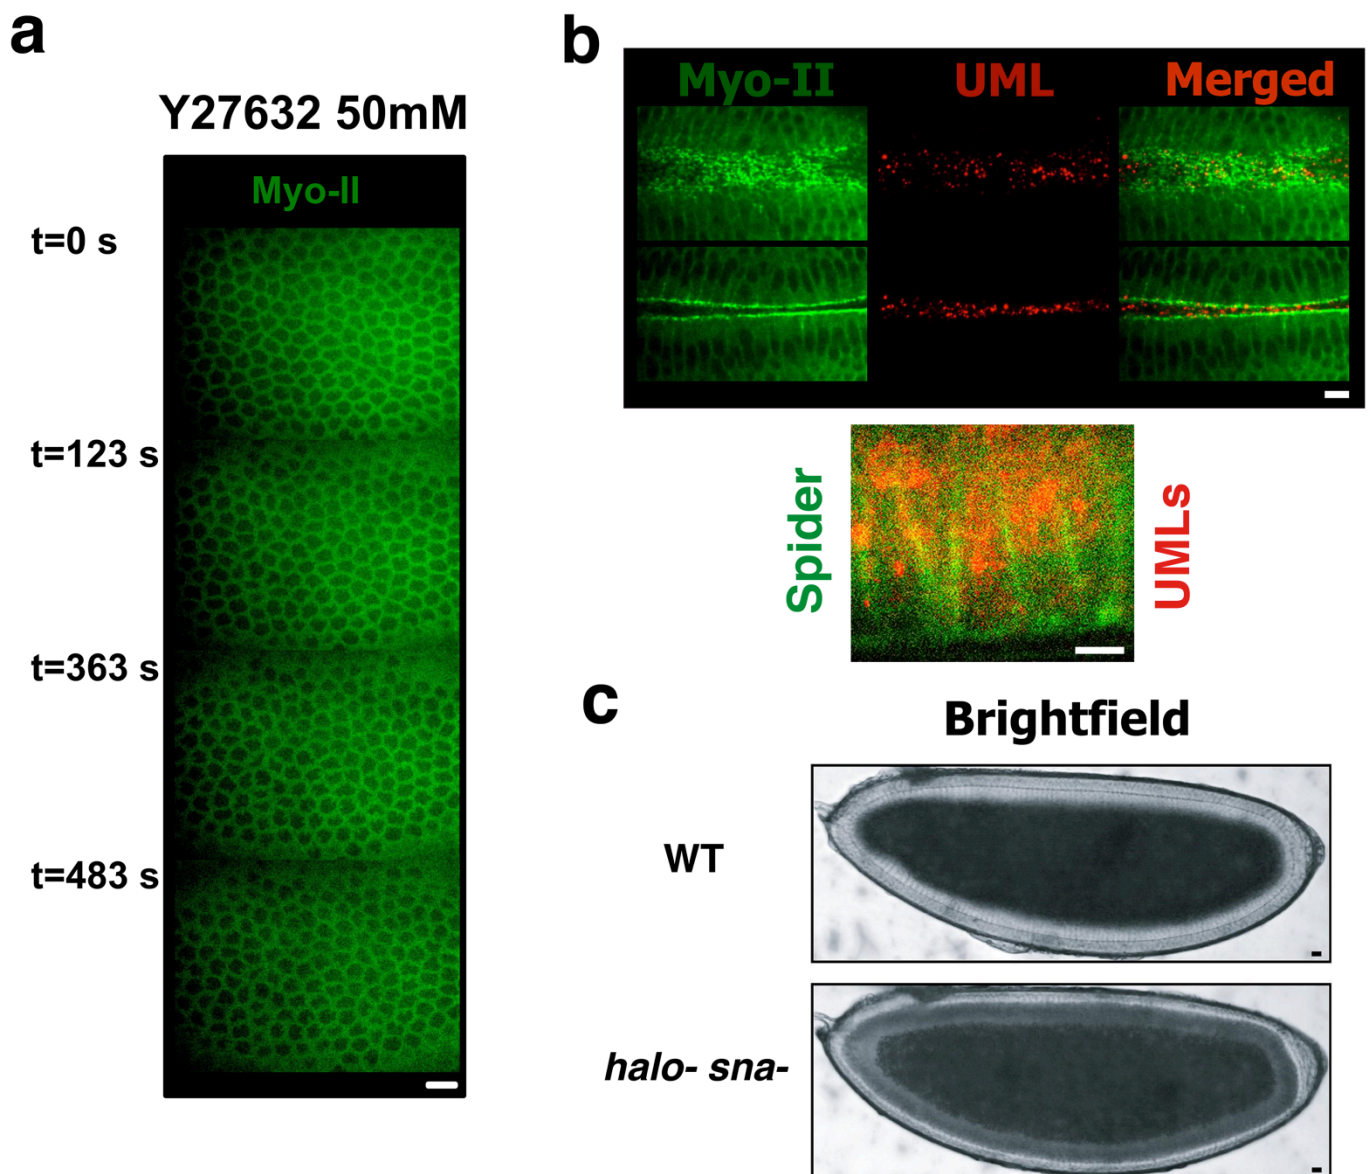 a
Y27632 50mM
Myo-II
t=0 s
t=123 s
t=363 s
t=483 s
b
Myo-II UML Merged
Spider
UMLs
c
Brightfield
WT
halo- sna-